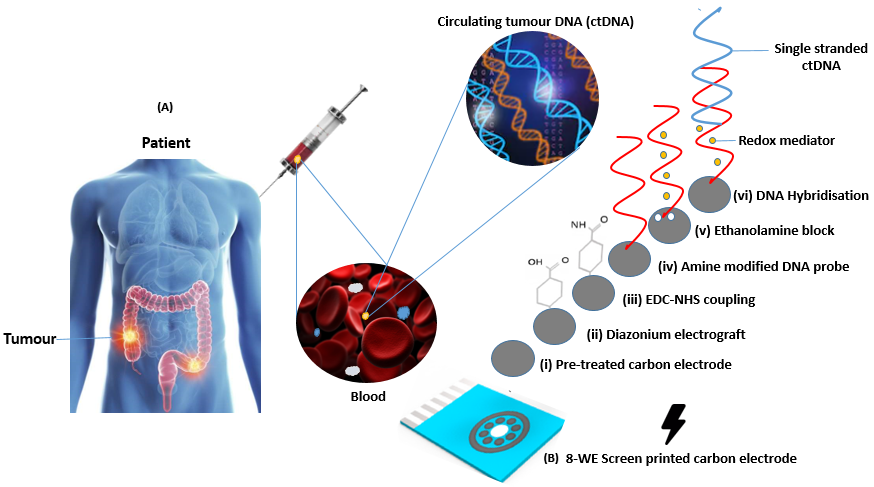 Circulating tumour DNA (ctDNA)
Single stranded
ctDNA
(A)
Patient
Redox mediator
(vi) DNA Hybridisation
(v) Ethanolamine block
NH
O
(iv) Amine modified DNA probe
OH
O
(iii) EDC-NHS coupling
(ii) Diazonium electrograft
Tumour
(i) Pre-treated carbon electrode
Blood
(B) 8-WE Screen printed carbon electrode